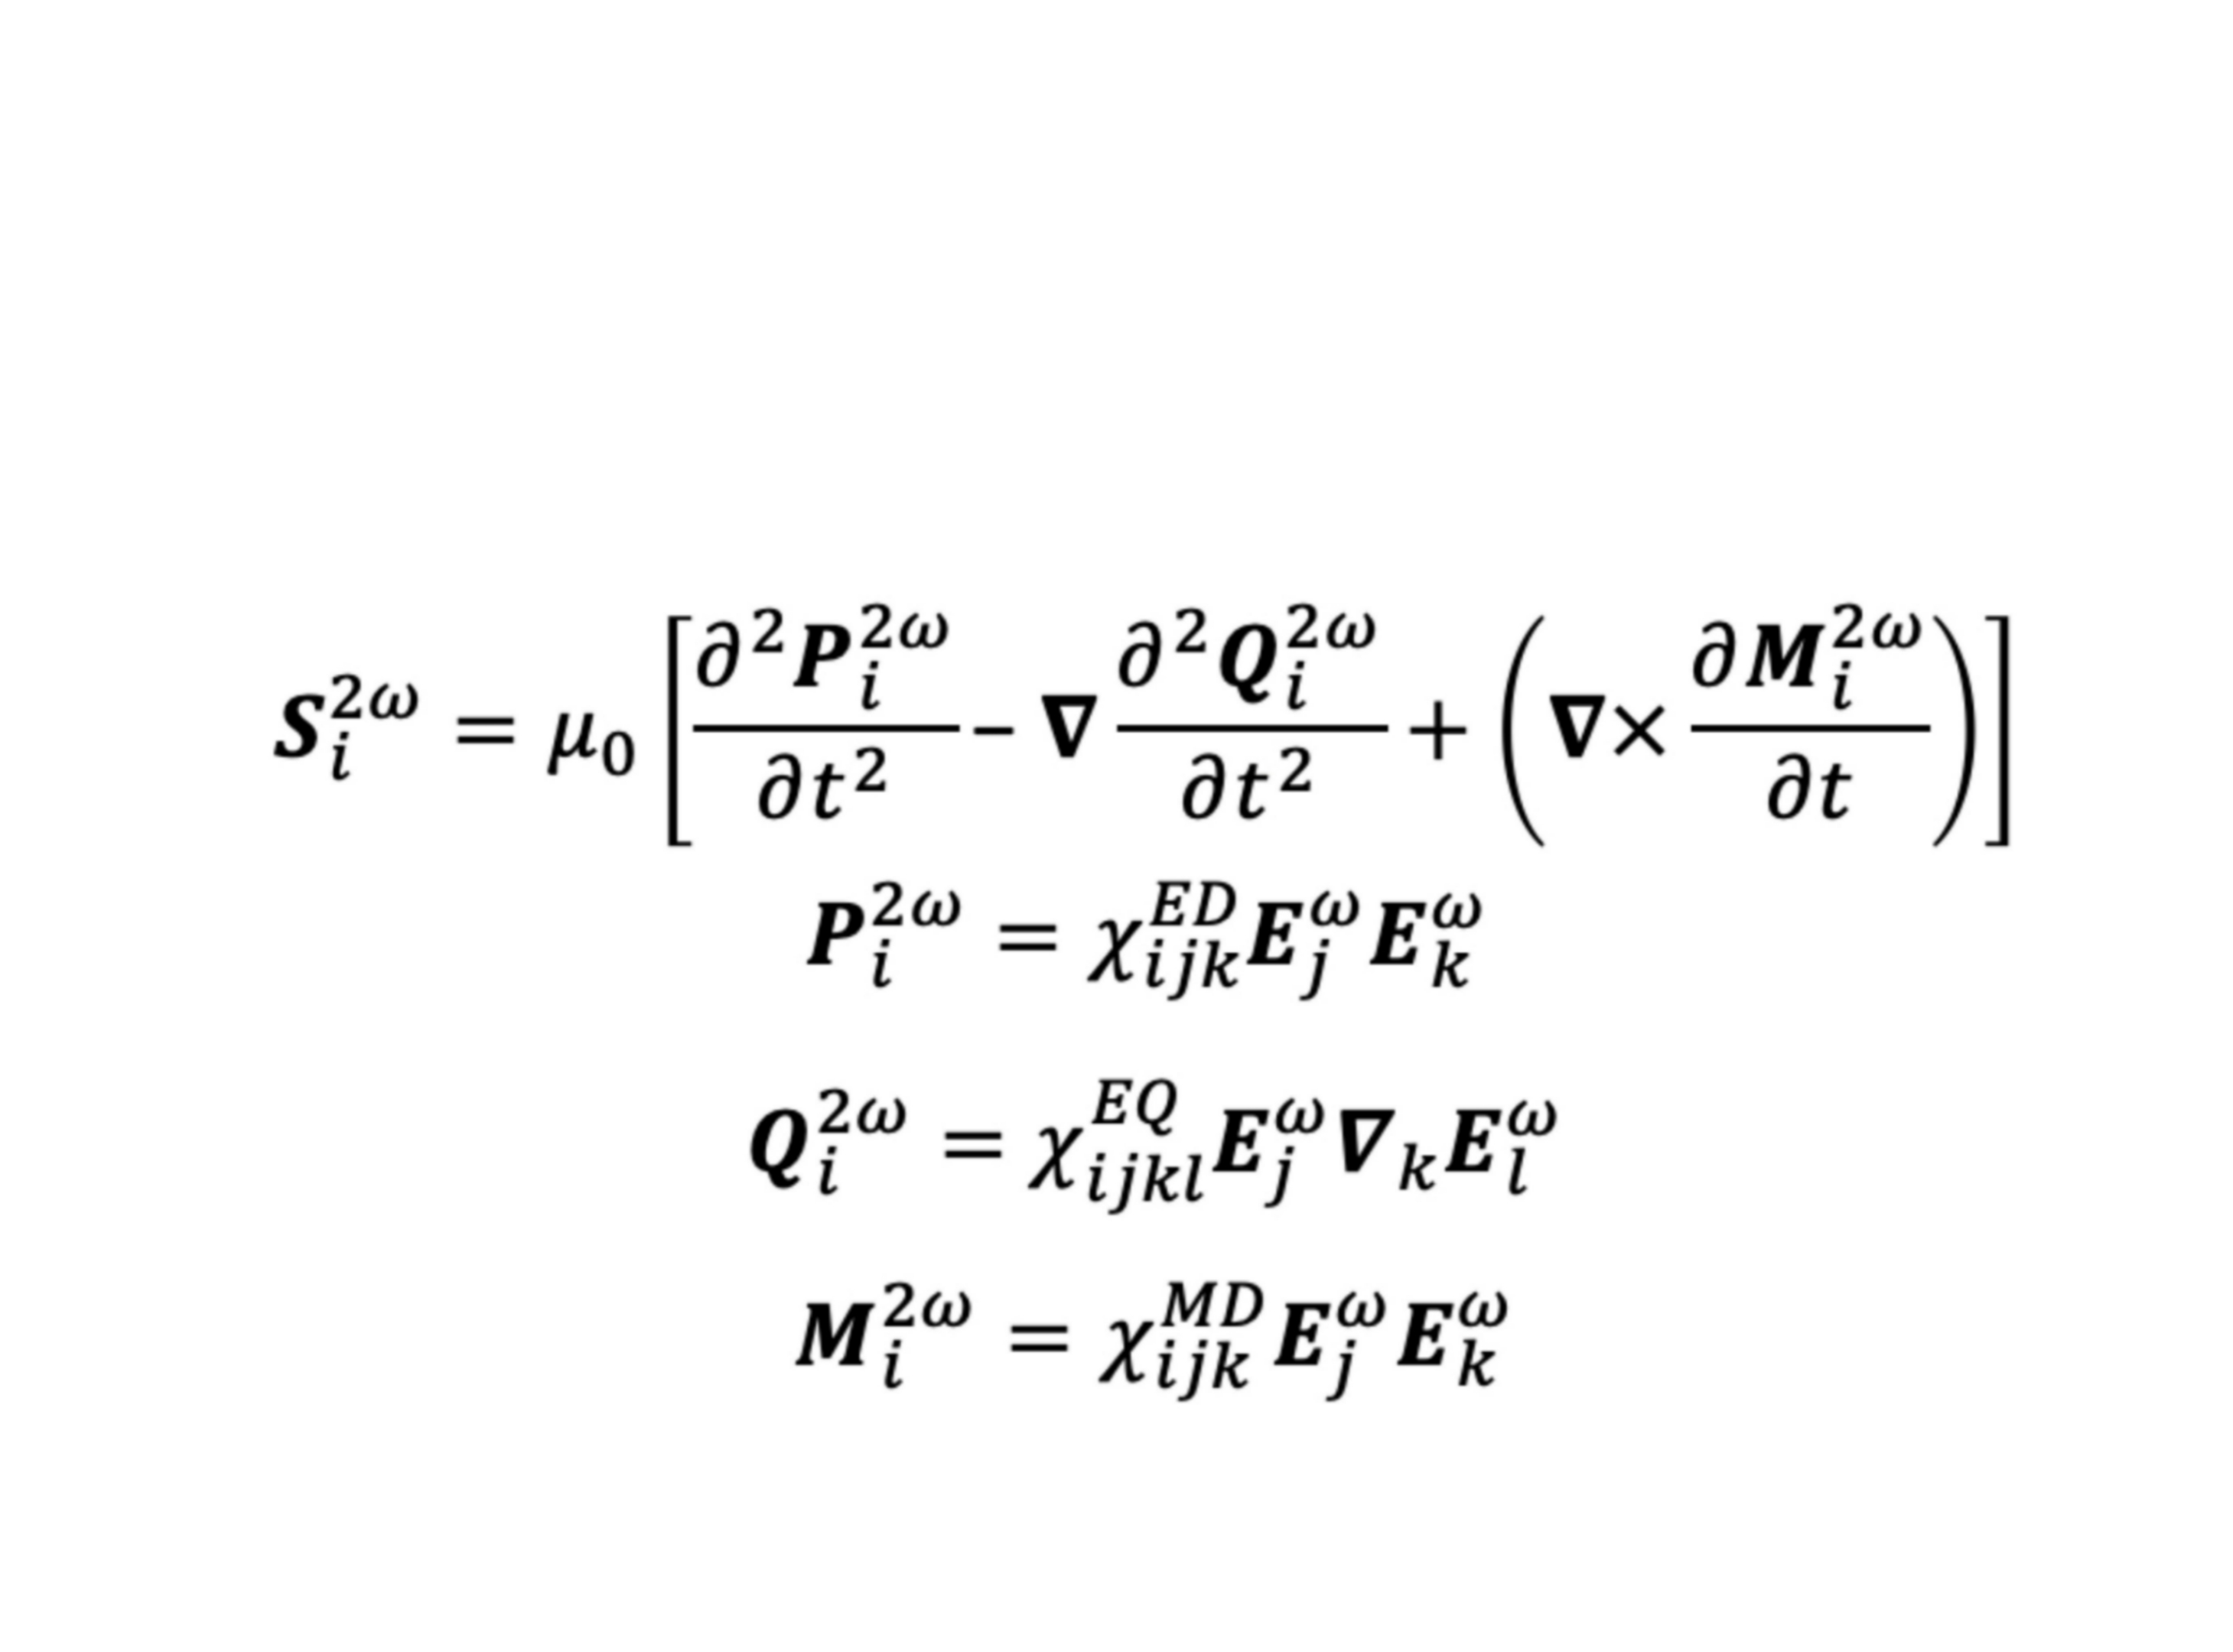 $\boldsymbol{S}_i^{2\omega} = \mu_0 \left[ \frac{\partial^2 \boldsymbol{P}_i^{2\omega}}{\partial t^2} - \boldsymbol{\nabla} \frac{\partial^2 \boldsymbol{Q}_i^{2\omega}}{\partial t^2} + \left( \boldsymbol{\nabla} \times \frac{\partial \boldsymbol{M}_i^{2\omega}}{\partial t} \right) \right]$
$\boldsymbol{P}_i^{2\omega} = \chi_{ijk}^{ED} \boldsymbol{E}_j^{\omega} \boldsymbol{E}_k^{\omega}$
$\boldsymbol{Q}_i^{2\omega} = \chi_{ijkl}^{EQ} \boldsymbol{E}_j^{\omega} \boldsymbol{\nabla}_k \boldsymbol{E}_l^{\omega}$
$\boldsymbol{M}_i^{2\omega} = \chi_{ijk}^{MD} \boldsymbol{E}_j^{\omega} \boldsymbol{E}_k^{\omega}$